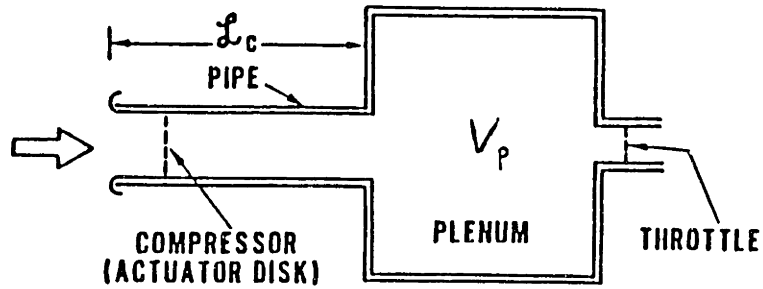 ℒc
PIPE
Vp
COMPRESSOR
(ACTUATOR DISK)
PLENUM
THROTTLE